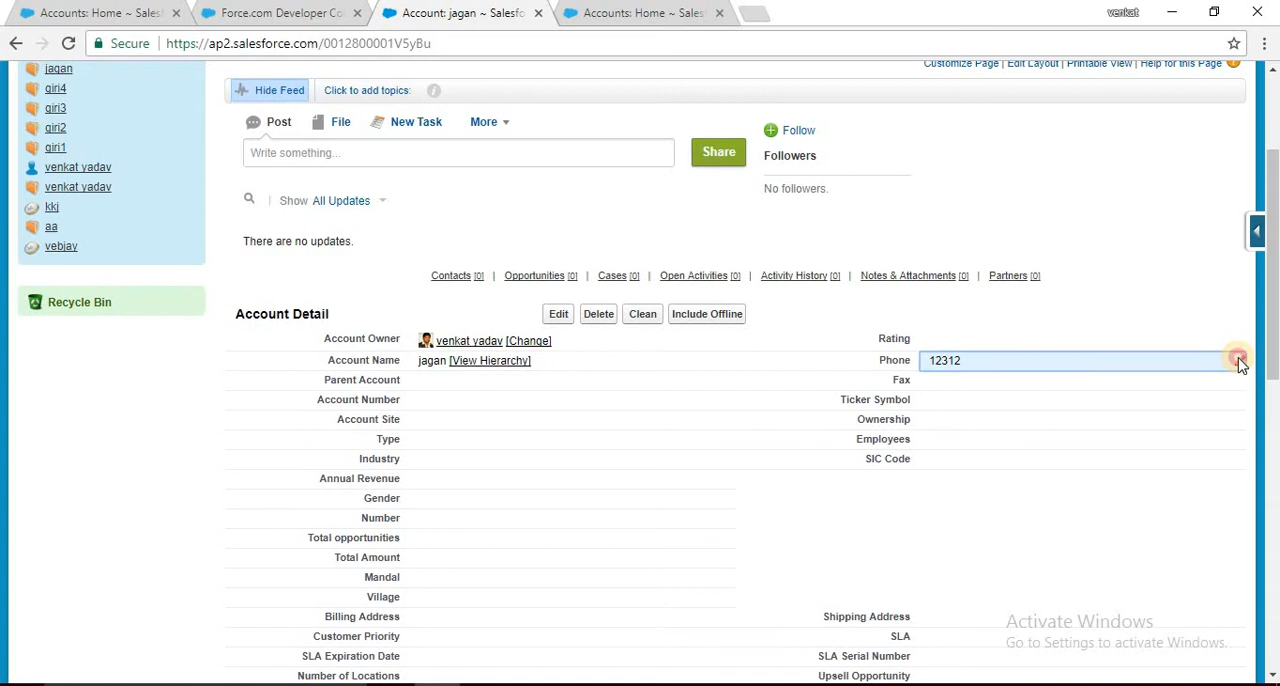 Accounts: Home ~ Sales
Force.com Developer Co
Account: jagan ~ Salesfo
Accounts: Home ~ Sales
venkat
Secure
https://ap2.salesforce.com/0012800001V5yBu
Customize Page | Edit Layout | Printable View | Help for this Page
jagan
giri4
giri3
giri2
giri1
venkat yadav
venkat yadav
kkj
aa
vebjay
Recycle Bin
Hide Feed
Click to add topics:
Post
File
New Task
More
Write something...
Share
Follow
Followers
No followers.
Show All Updates
There are no updates.
Contacts [0] | Opportunities [0] | Cases [0] | Open Activities [0] | Activity History [0] | Notes & Attachments [0] | Partners [0]
Account Detail
Edit
Delete
Clean
Include Offline
Account Owner venkat yadav [Change] Rating
Account Name jagan [View Hierarchy] Phone 12312
Parent Account Fax
Account Number Ticker Symbol
Account Site Ownership
Type Employees
Industry SIC Code
Annual Revenue
Gender
Number
Total opportunities
Total Amount
Mandal
Village
Billing Address Shipping Address
Customer Priority SLA
SLA Expiration Date SLA Serial Number
Number of Locations Upsell Opportunity
Activate Windows
Go to Settings to activate Windows.